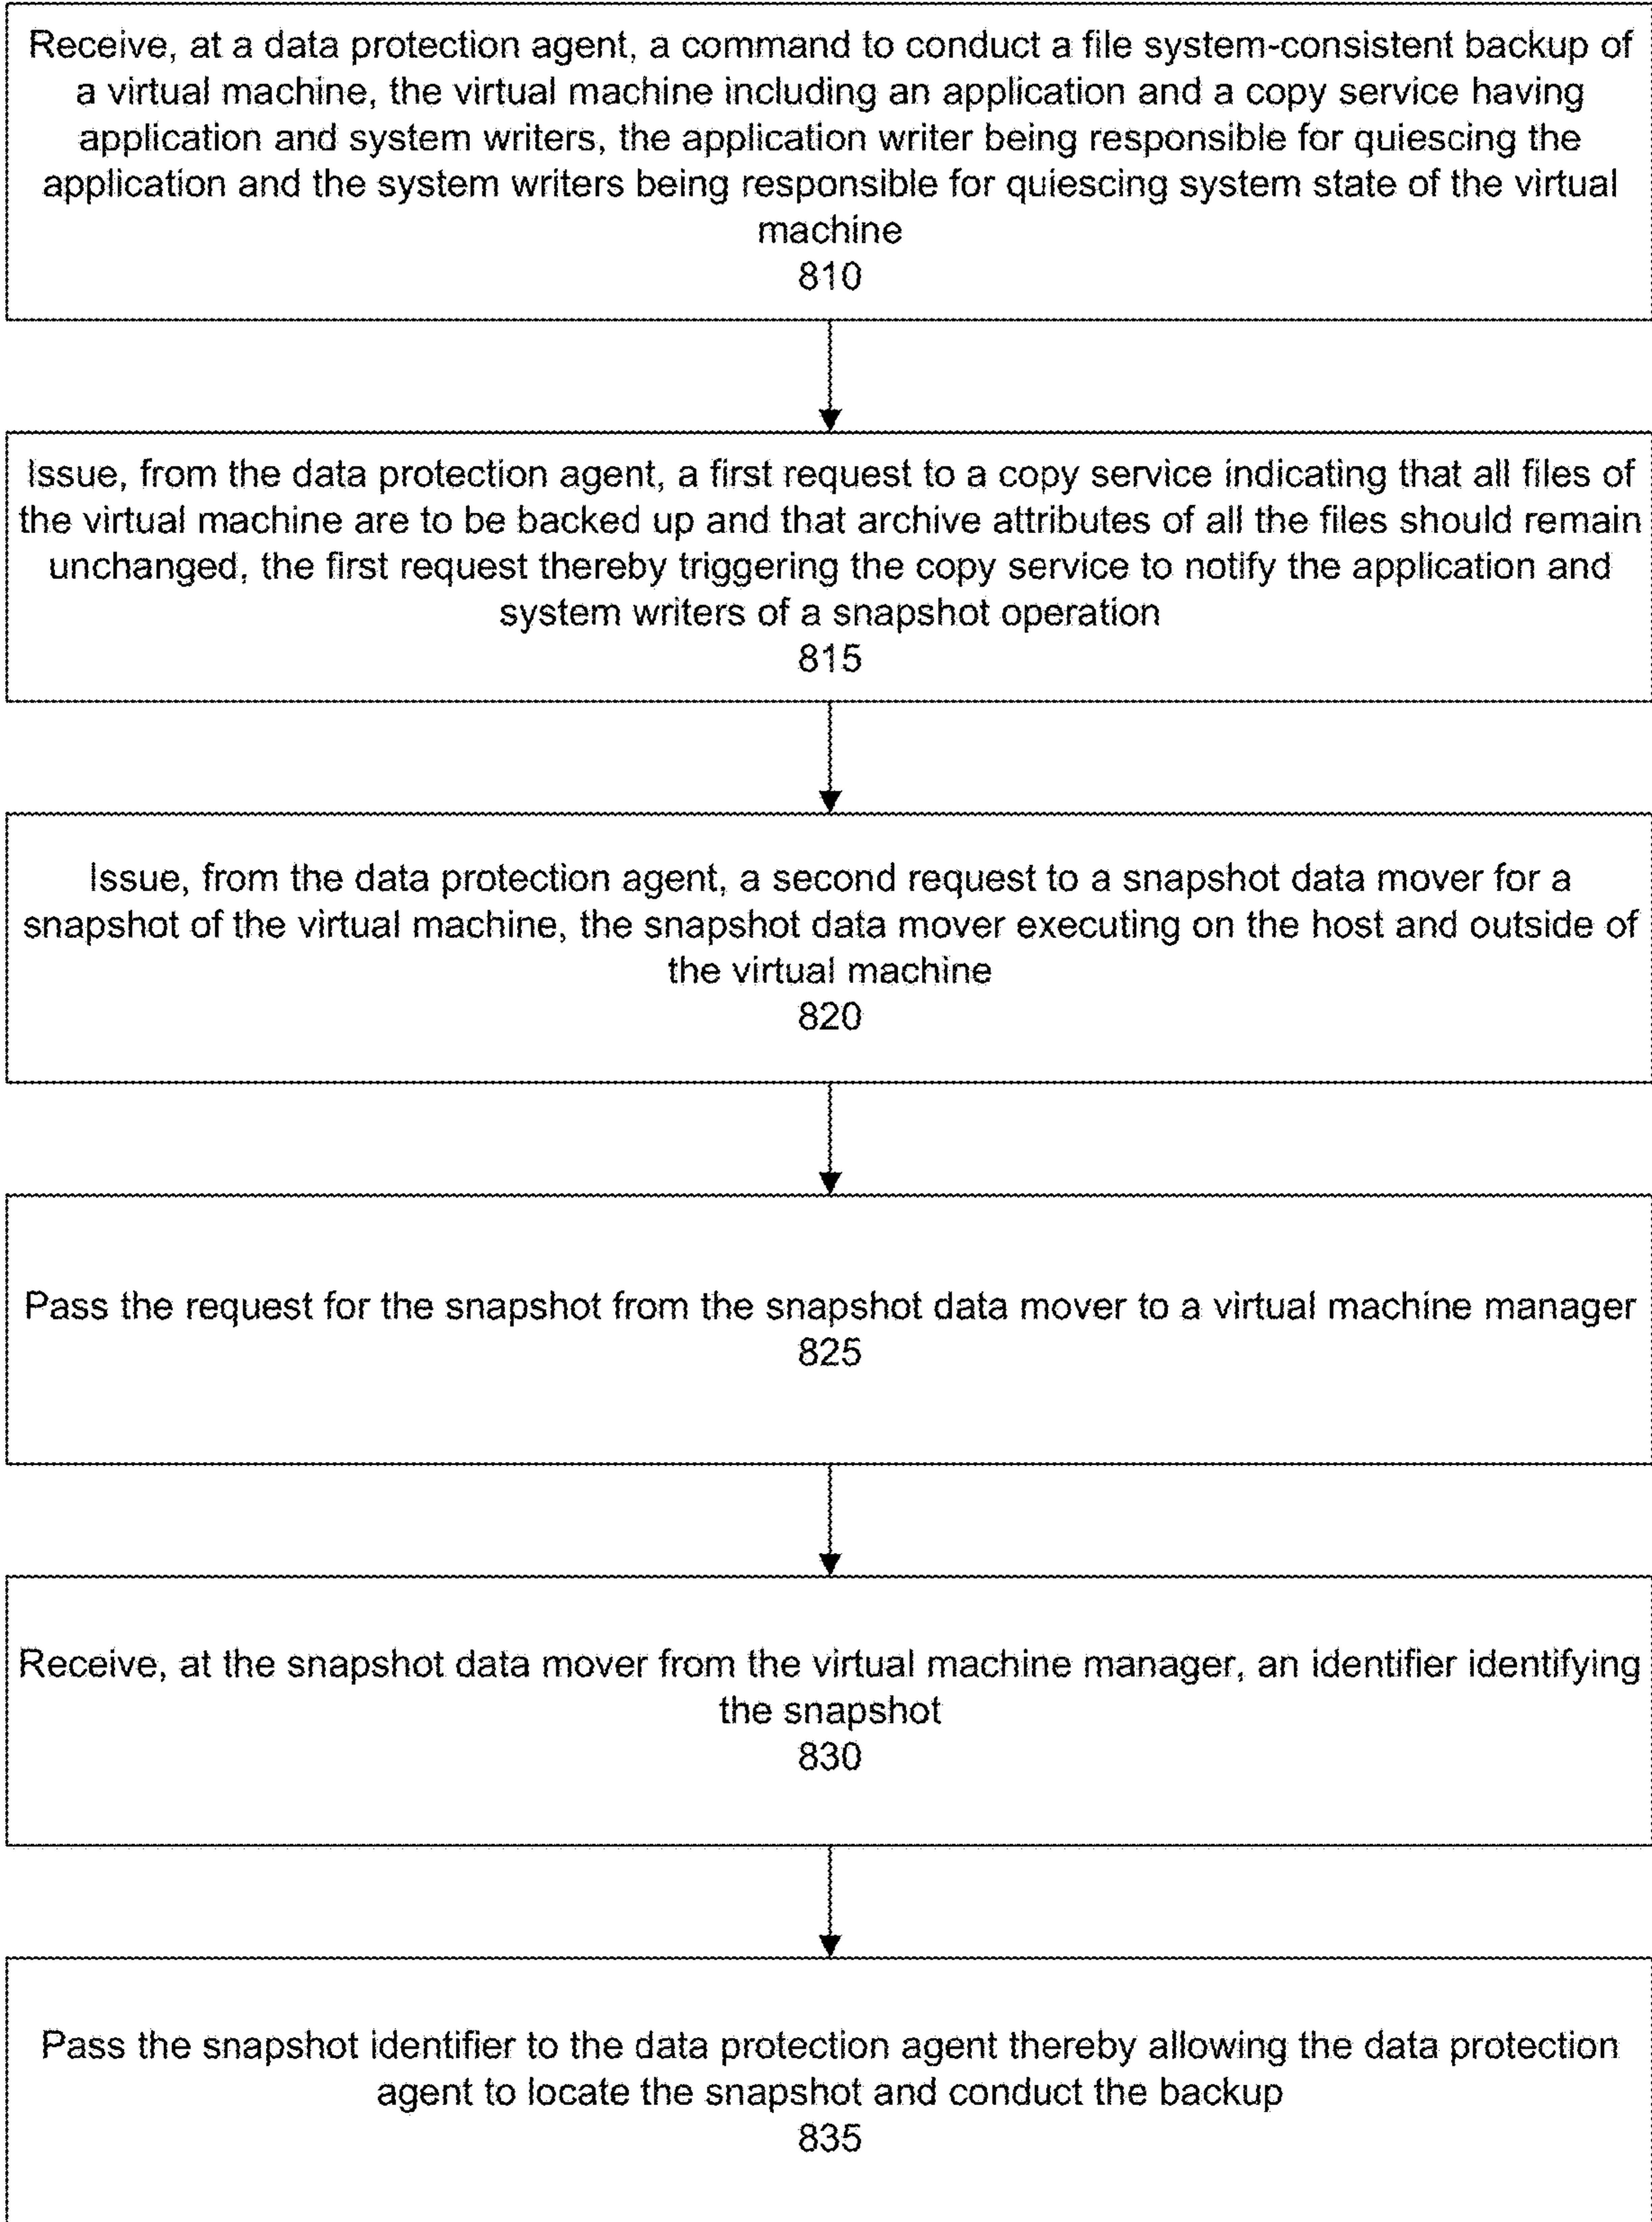 Receive, at a data protection agent, a command to conduct a file system-consistent backup of
a virtual machine, the virtual machine including an application and a copy service having
application and system writers, the application writer being responsible for quiescing the
application and the system writers being responsible for quiescing system state of the virtual
machine
810
Issue, from the data protection agent, a first request to a copy service indicating that all files of
the virtual machine are to be backed up and that archive attributes of all the files should remain
unchanged, the first request thereby triggering the copy service to notify the application and
system writers of a snapshot operation
815
Issue, from the data protection agent, a second request to a snapshot data mover for a
snapshot of the virtual machine, the snapshot data mover executing on the host and outside of
the virtual machine
820
Pass the request for the snapshot from the snapshot data mover to a virtual machine manager
825
Receive, at the snapshot data mover from the virtual machine manager, an identifier identifying
the snapshot
830
Pass the snapshot identifier to the data protection agent thereby allowing the data protection
agent to locate the snapshot and conduct the backup
835